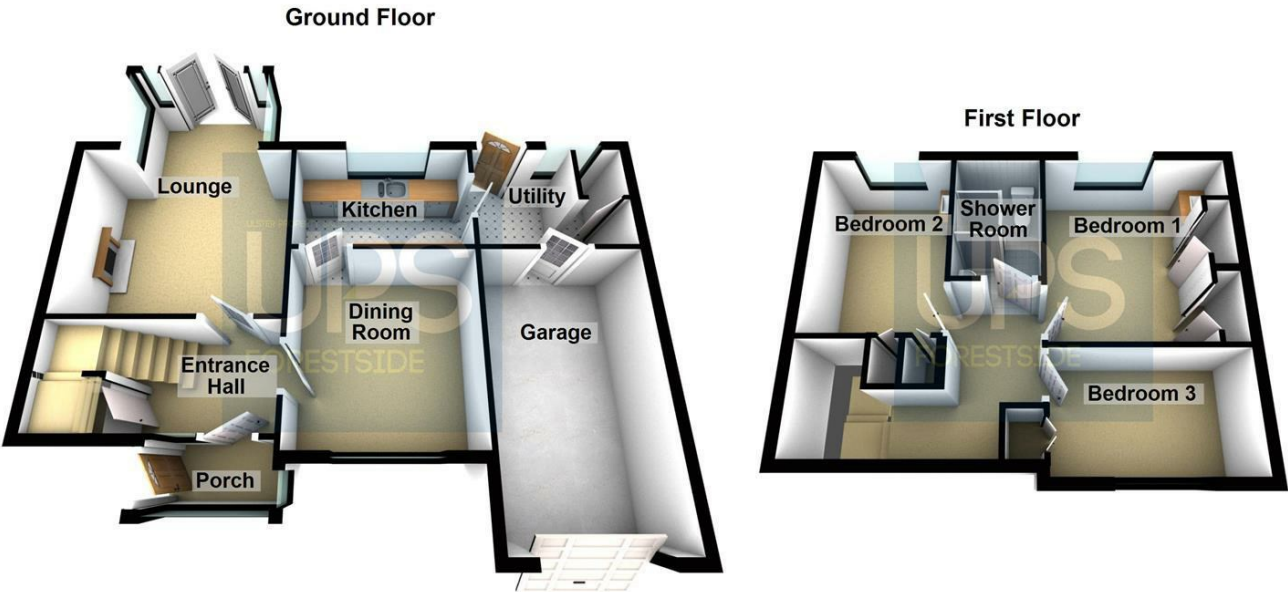 Ground Floor
Lounge
Kitchen
Utility
Dining
Room
Garage
Entrance
Hall
Porch
UPS
FORESTSIDE
First Floor
Bedroom 2
Shower
Room
Bedroom 1
Bedroom 3
UPS
FORESTSIDE